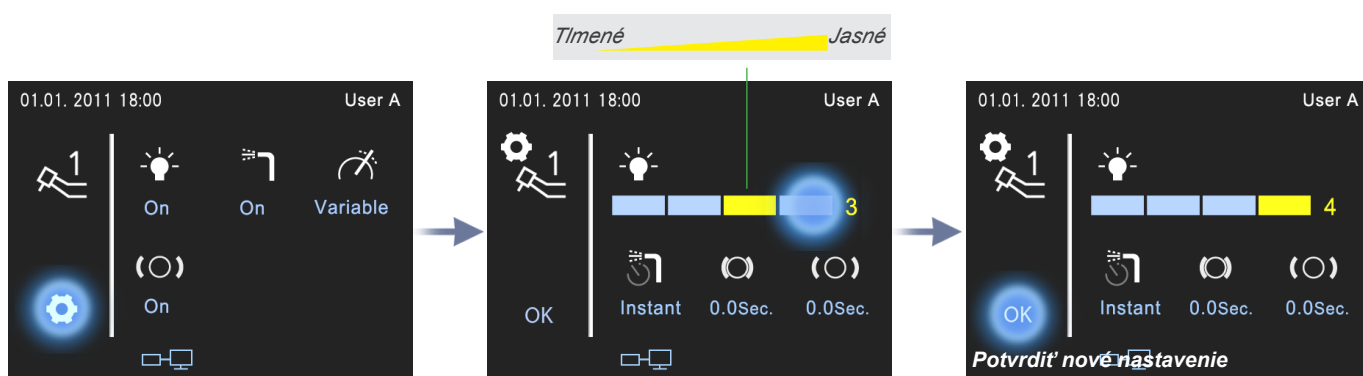 Tlmené Jasné
01.01. 2011 18:00 User A
1
On On Variable
On
01.01. 2011 18:00 User A
1
3
Instant 0.0Sec. 0.0Sec.
OK
01.01. 2011 18:00 User A
1
4
Instant 0.0Sec. 0.0Sec.
OK
Potvrdiť nové nastavenie